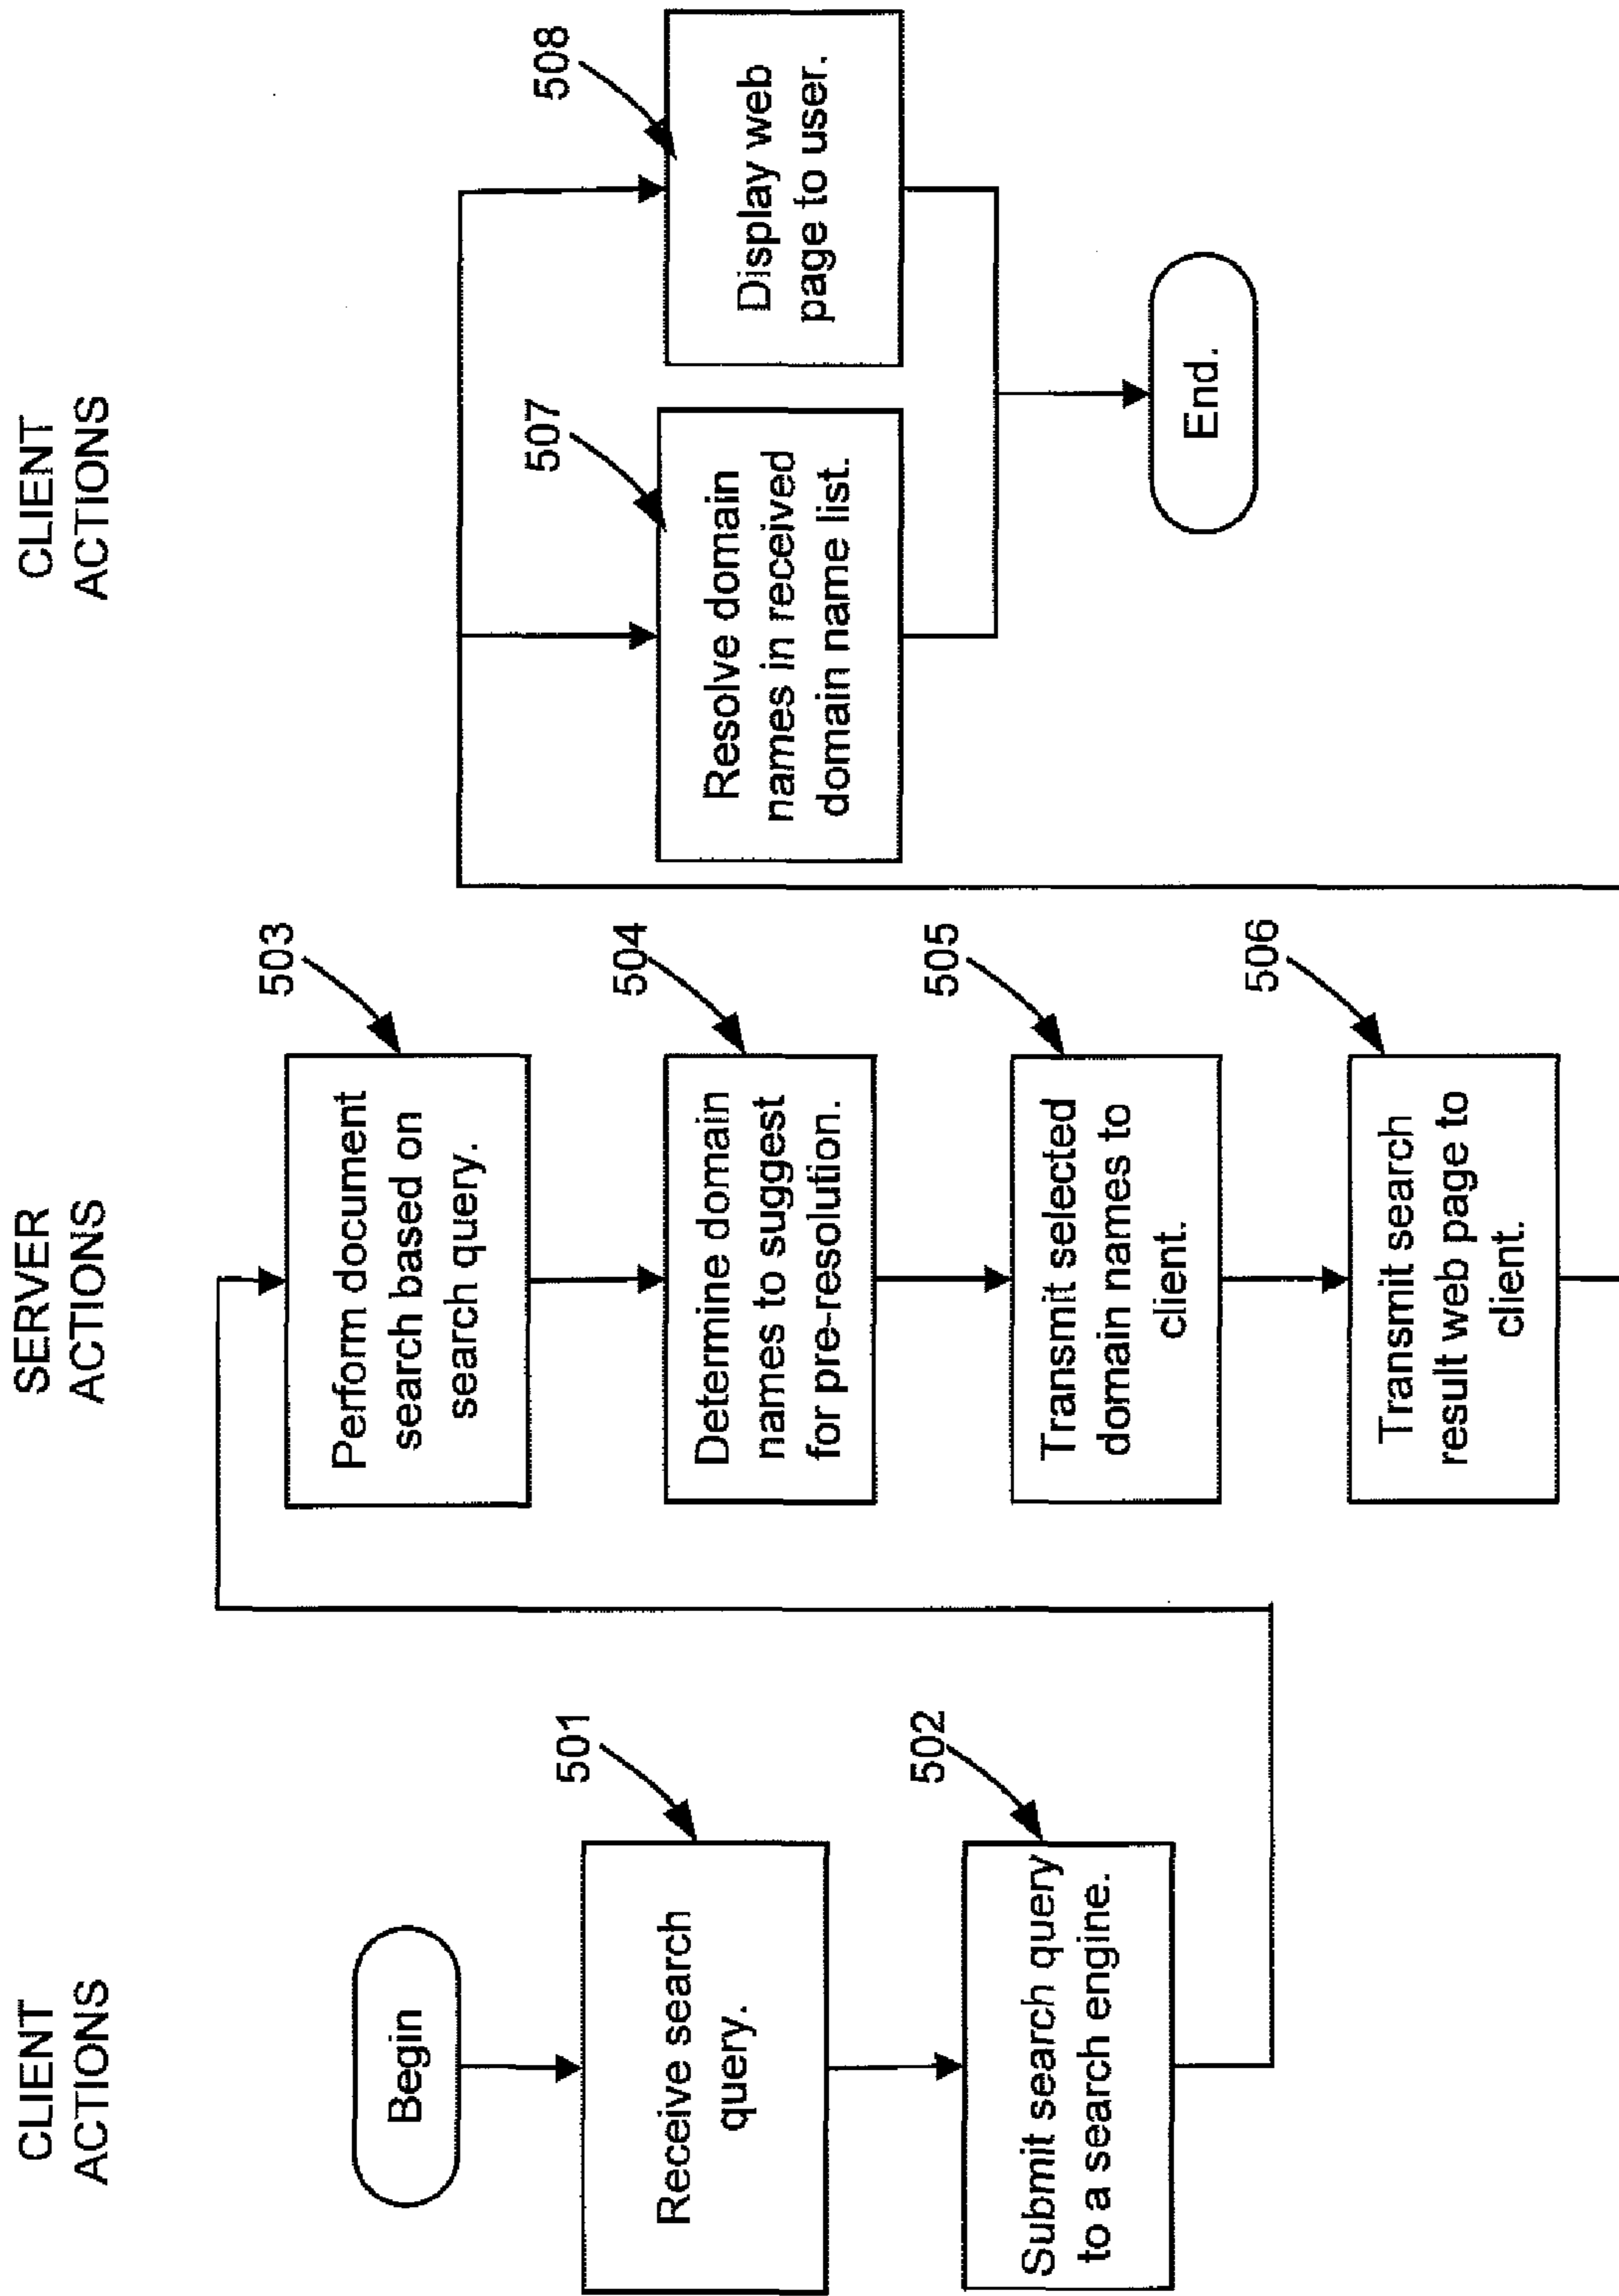 CLIENT
ACTIONS
Begin
501
Receive search
query.
502
Submit search query
to a search engine.
SERVER
ACTIONS
503
Perform document
search based on
search query.
504
Determine domain
names to suggest
for pre-resolution.
505
Transmit selected
domain names to
client.
506
Transmit search
result web page to
client.
CLIENT
ACTIONS
507
Resolve domain
names in received
domain name list.
508
Display web
page to user.
End.